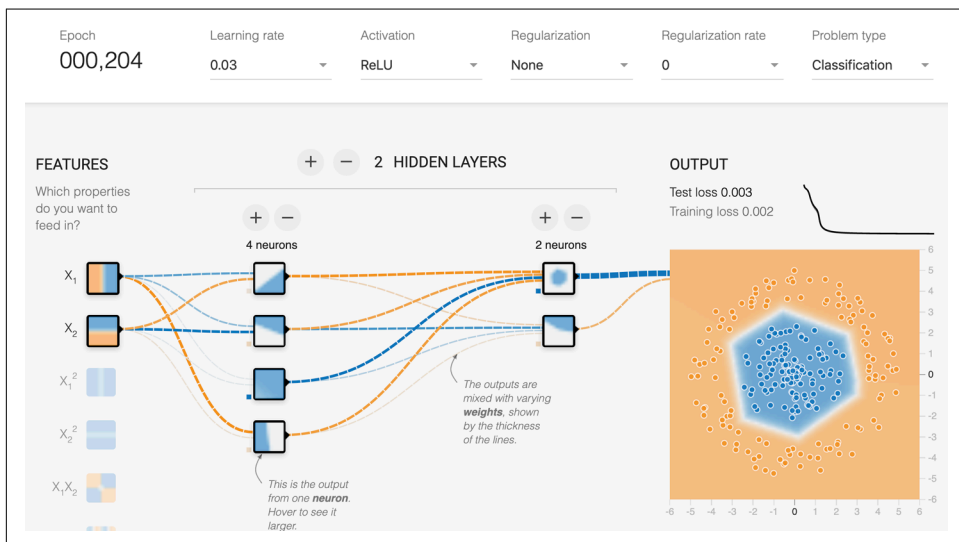 Epoch
000,204
Learning rate
0.03
Activation
ReLU
Regularization
None
Regularization rate
0
Problem type
Classification
FEATURES
Which properties
do you want to
feed in?
X₁
X₂
X₁²
X₂²
X₁X₂
+ − 2 HIDDEN LAYERS
+ −
4 neurons
+ −
2 neurons
The outputs are
mixed with varying
weights, shown
by the thickness
of the lines.
This is the output
from one neuron.
Hover to see it
larger.
OUTPUT
Test loss 0.003
Training loss 0.002
6
5
4
3
2
1
0
-1
-2
-3
-4
-5
-6
-6 -5 -4 -3 -2 -1 0 1 2 3 4 5 6